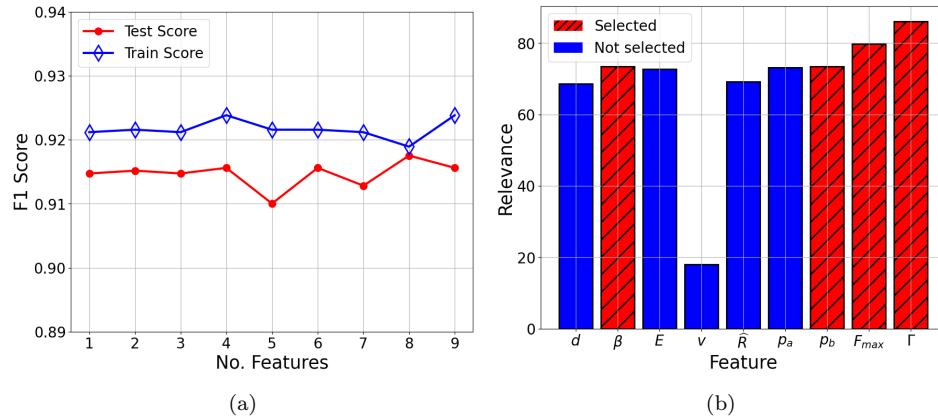 0.94
0.93
0.92
0.91
0.90
0.89
F1 Score
Test Score
Train Score
1 2 3 4 5 6 7 8 9
No. Features
(a)
80
60
40
20
0
Relevance
Selected
Not selected
d β E v R̂ pₐ p_b F_max Γ
Feature
(b)